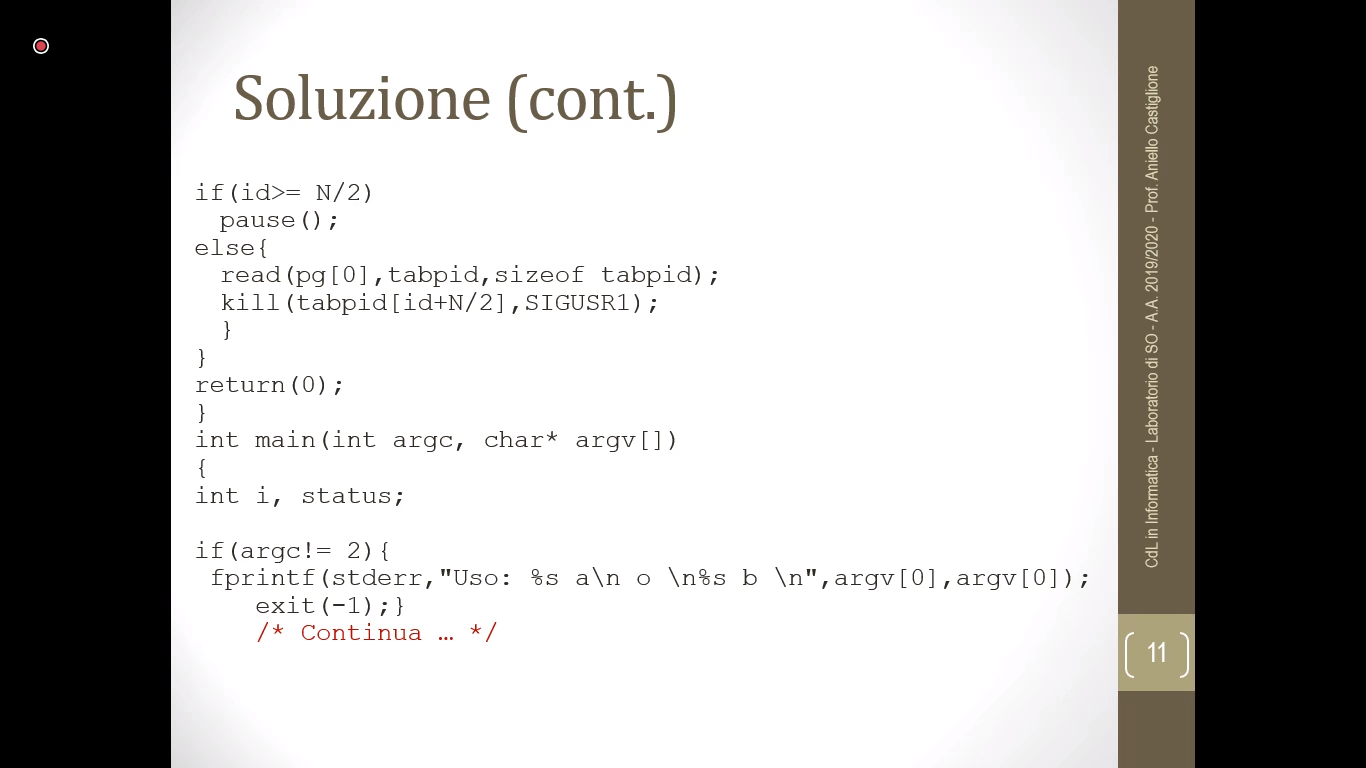 Soluzione (cont.)
if(id>= N/2)
pause();
else{
read(pg[0],tabpid,sizeof tabpid);
kill(tabpid[id+N/2],SIGUSR1);
}
}
return(0);
}
int main(int argc, char* argv[])
{
int i, status;
if(argc!= 2){
fprintf(stderr,"Uso: %s a\n o \n%s b \n",argv[0],argv[0]);
exit(-1);}
/* Continua … */
CdL in Informatica - Laboratorio di SO - A.A. 2019/2020 - Prof. Aniello Castiglione
11